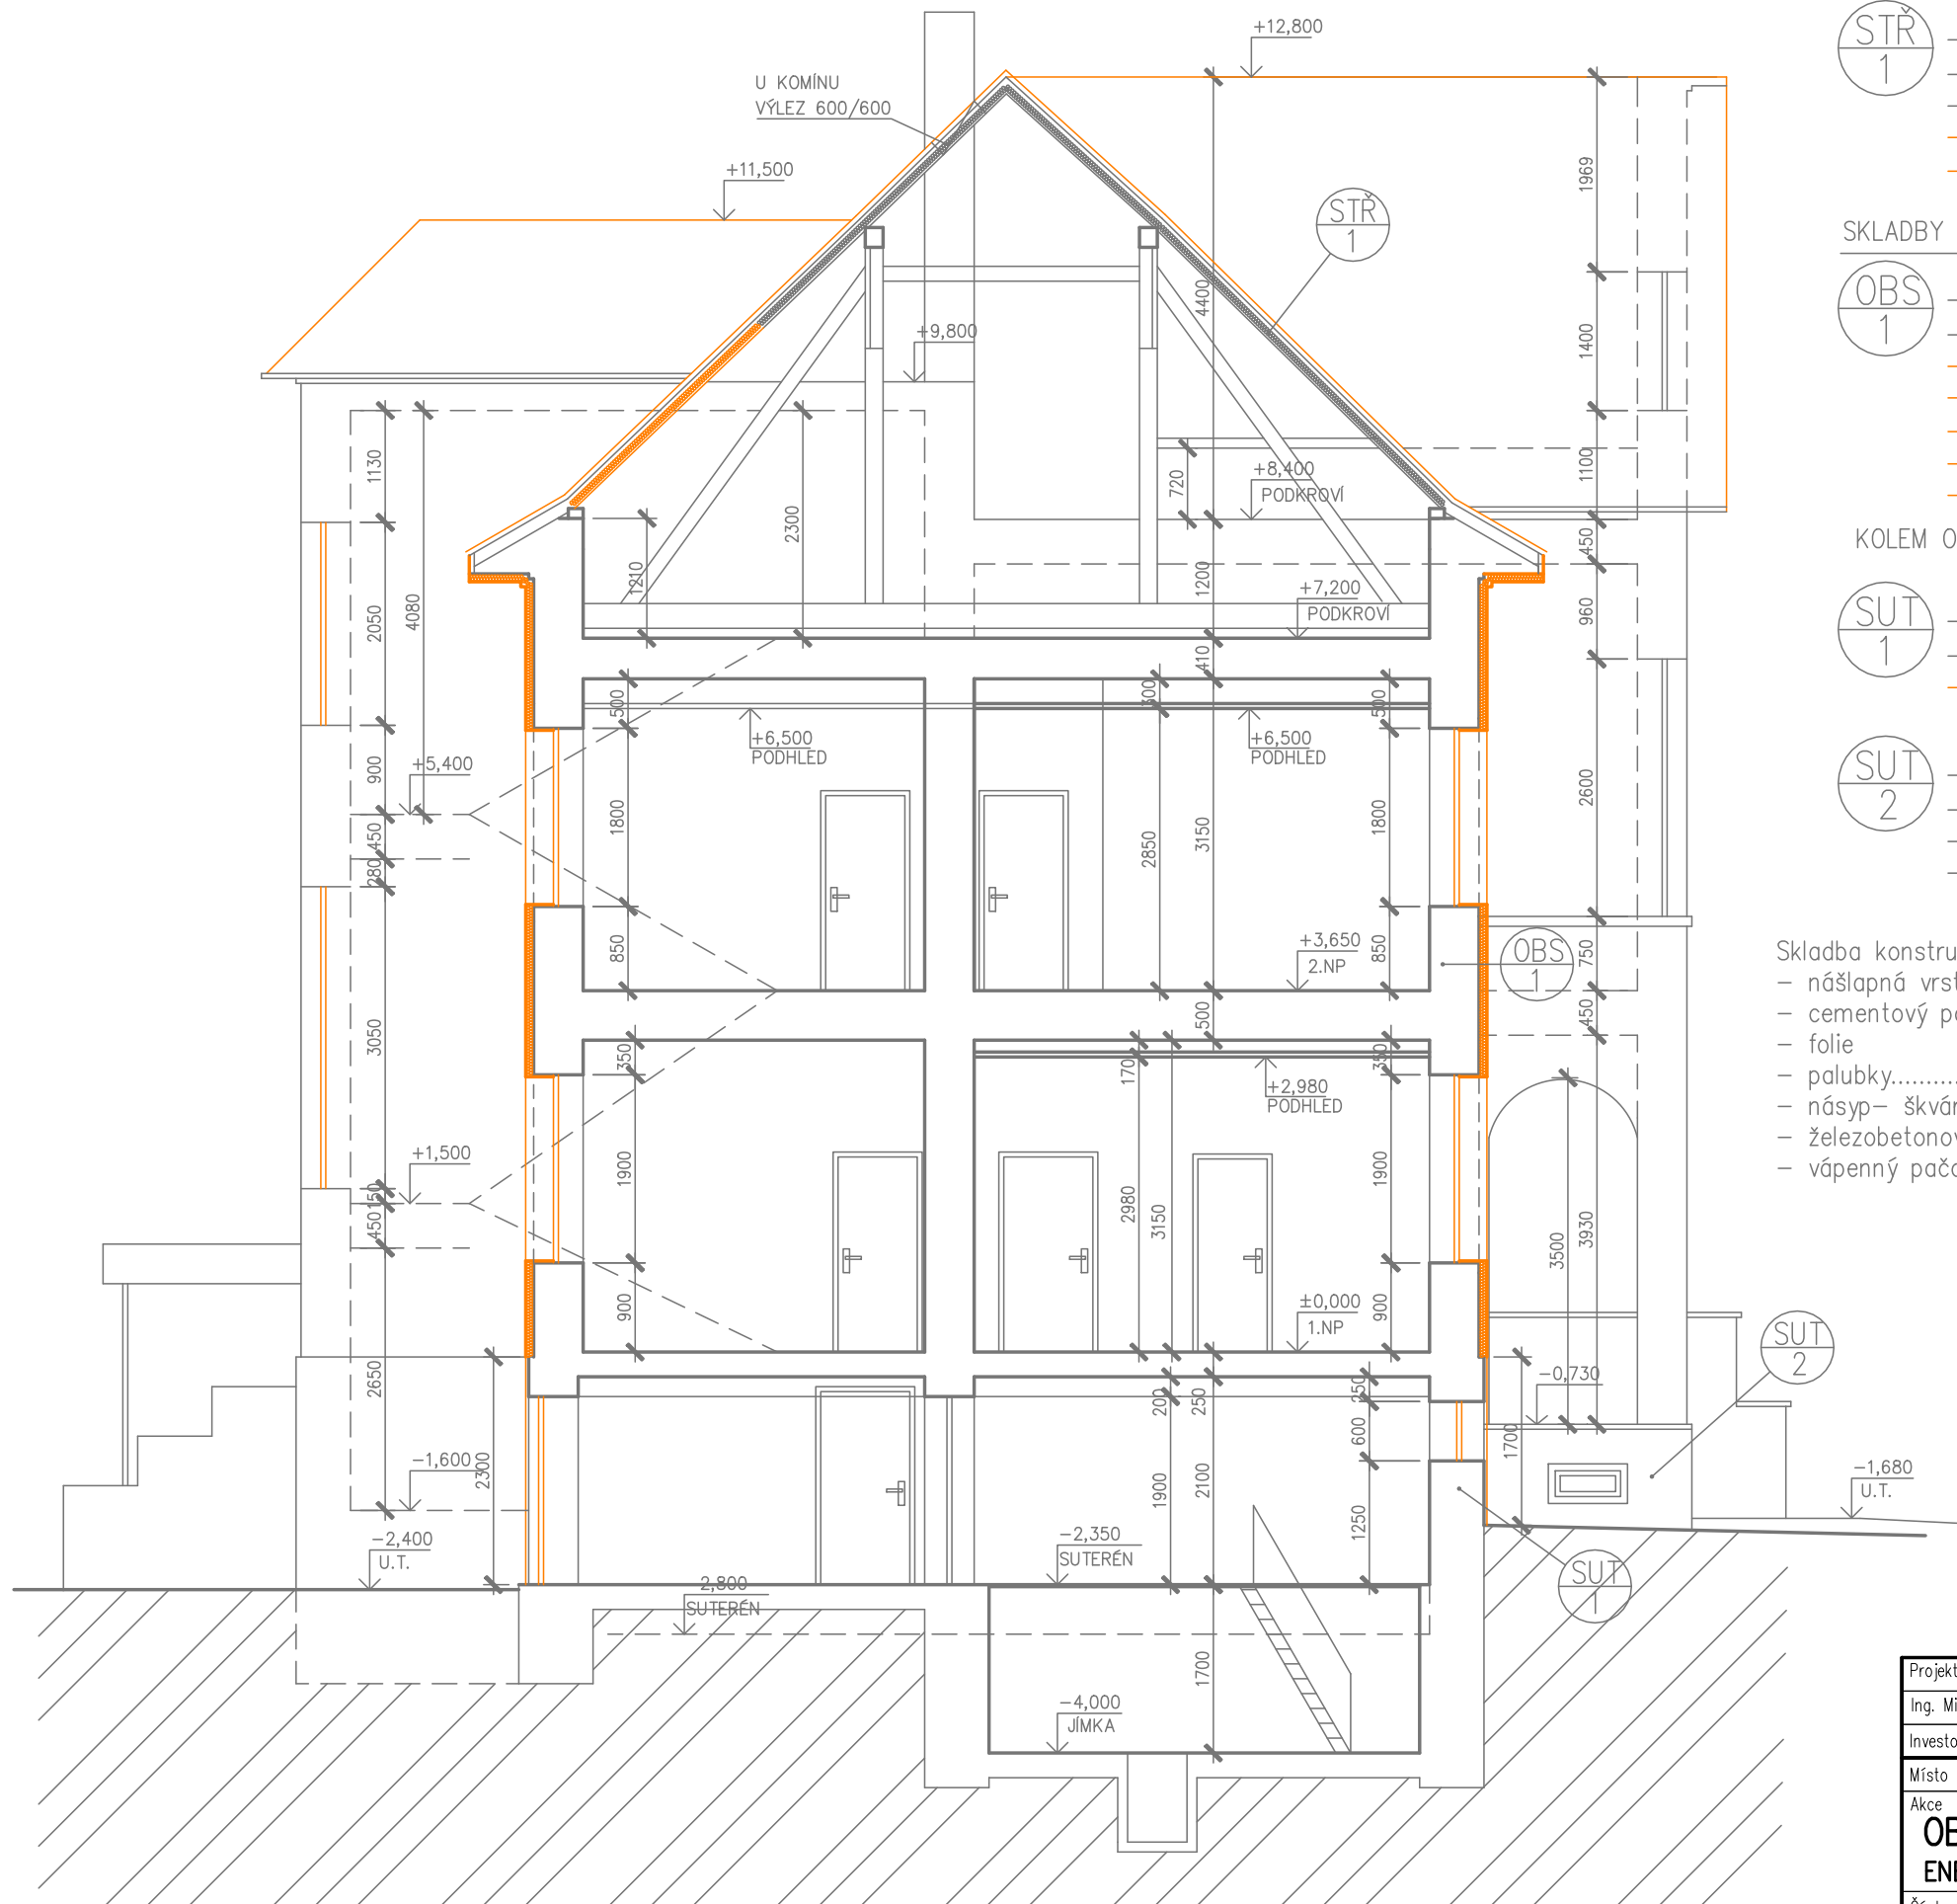 +12,800
U KOMÍNU
VÝLEZ 600/600
+11,500
STŘ
1
+9,800
4400
1969
1400
1100
450
960
2600
750
450
3930
3500
+8,400
PODKROVÍ
720
1200
+7,200
PODKROVÍ
410
1210
2300
1130
4080
2050
900
450
280
3050
150
450
2650
+5,400
+1,500
-1,600
2300
-2,400
U.T.
500
1800
850
+6,500
PODHLED
300
+6,500
PODHLED
2850
3150
500
1800
850
+3,650
2.NP
OBS
1
500
350
1900
900
170
+2,980
PODHLED
2980
3150
350
1900
900
±0,000
1.NP
200
250
250
600
1250
1900
2100
1700
-0,730
SUT
2
-1,680
U.T.
-2,350
SUTERÉN
SUT
1
2,800
SUTERÉN
1700
-4,000
JÍMKA
STŘ
1
SKLADBY
OBS
1
KOLEM O
SUT
1
SUT
2
Skladba konstru
- nášlapná vrst
- cementový po
- folie
- palubky..........
- násyp- škvár
- železobetonov
- vápenný pačo
Projekt
Ing. Mi
Investo
Místo
Akce
OB